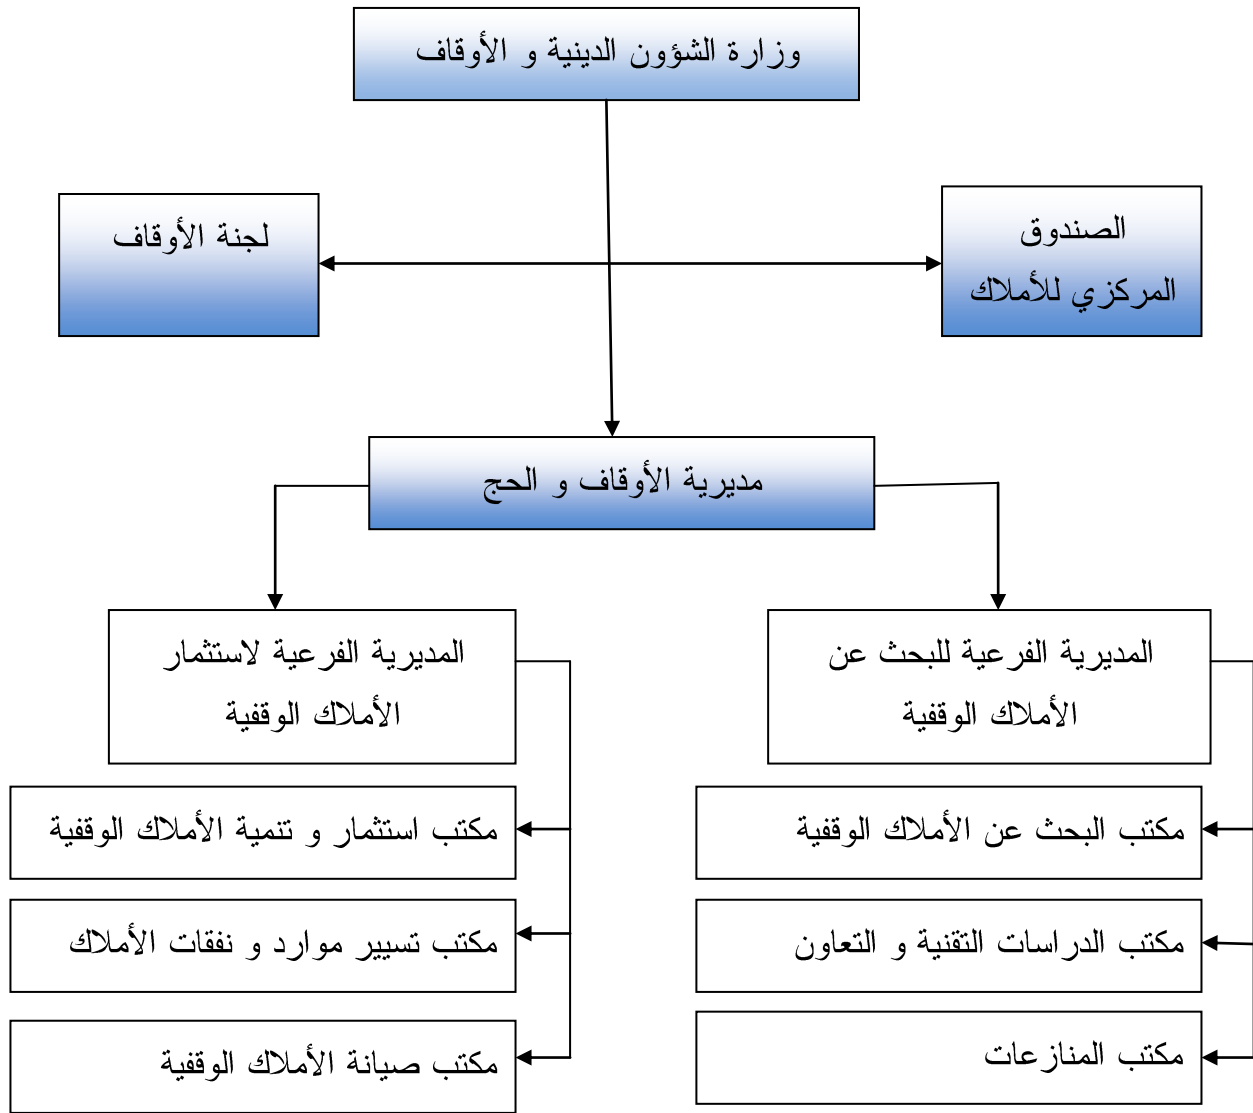 وزارة الشؤون الدينية و الأوقاف
الصندوق
المركزي للأملاك
لجنة الأوقاف
مديرية الأوقاف و الحج
المديرية الفرعية للبحث عن
الأملاك الوقفية
مكتب البحث عن الأملاك الوقفية
مكتب الدراسات التقنية و التعاون
مكتب المنازعات
المديرية الفرعية لاستثمار
الأملاك الوقفية
مكتب استثمار و تنمية الأملاك الوقفية
مكتب تسيير موارد و نفقات الأملاك
مكتب صيانة الأملاك الوقفية